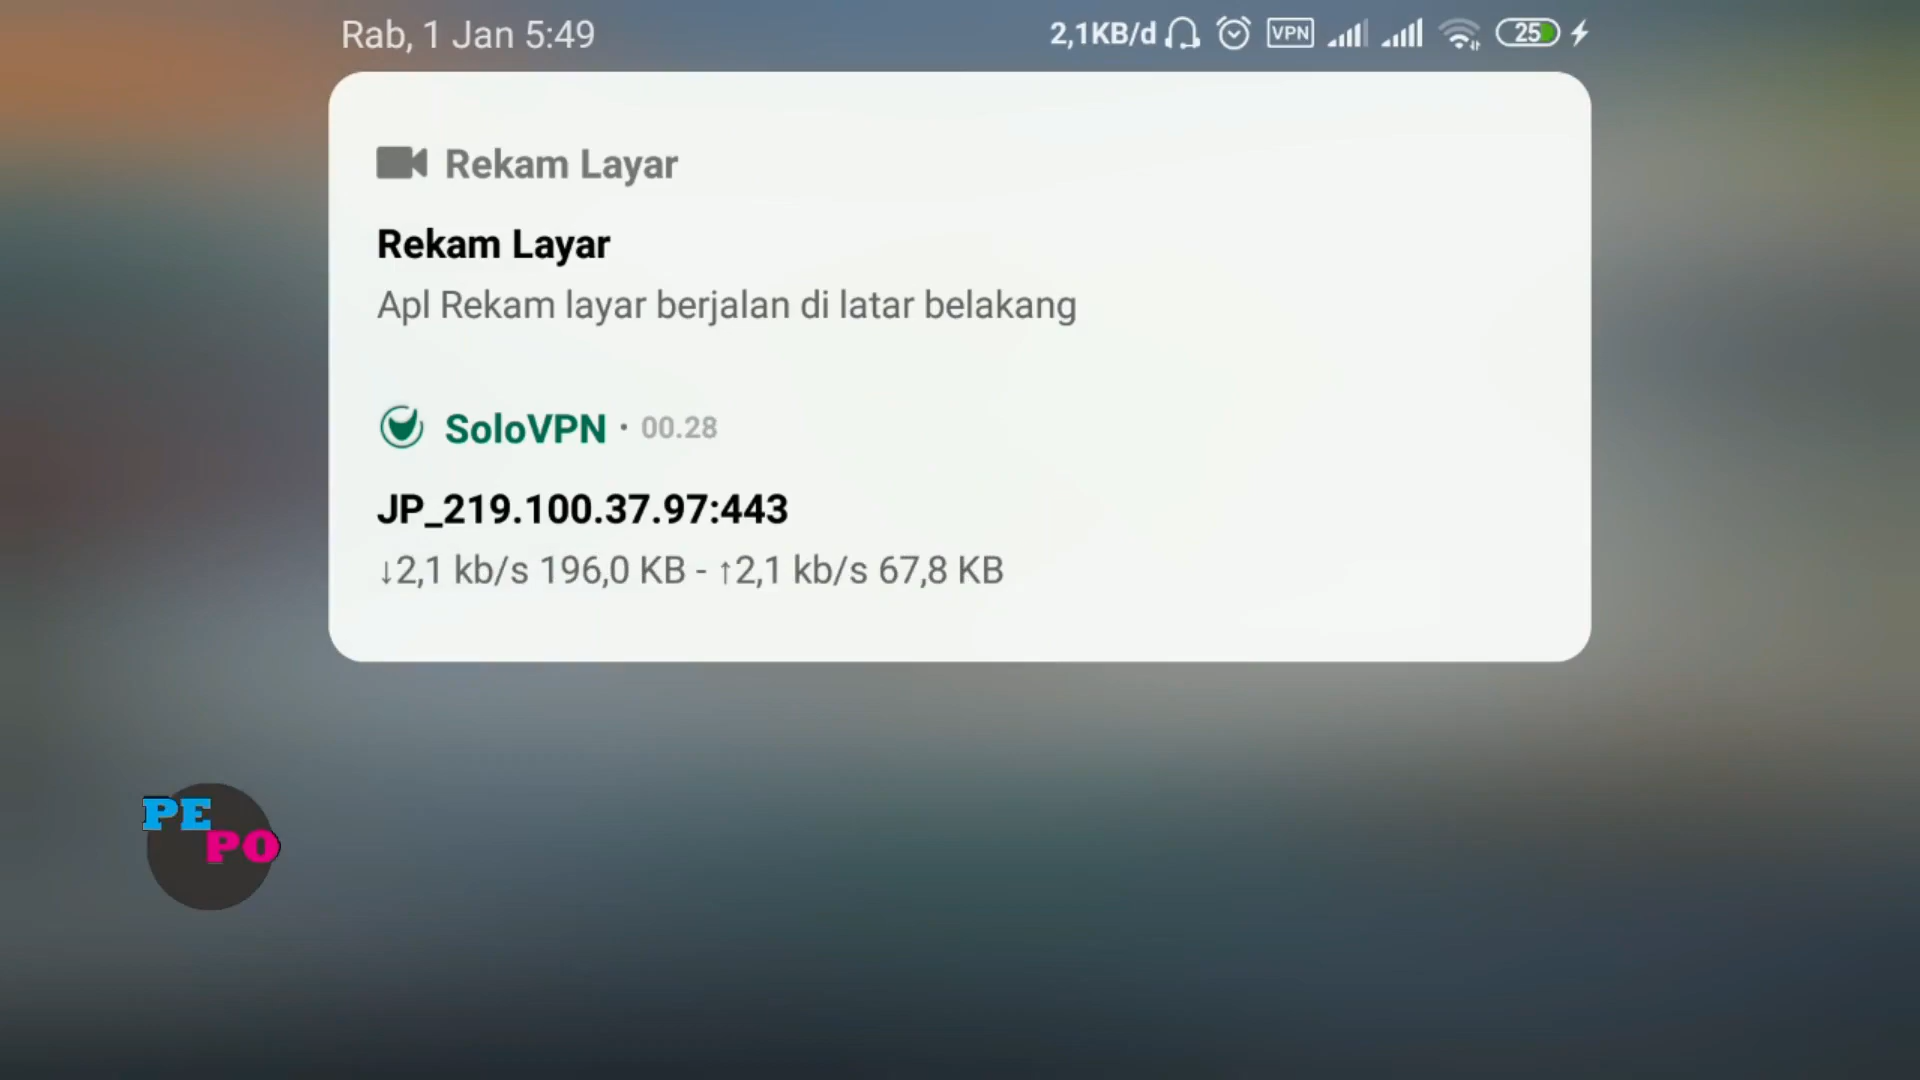 Rab, 1 Jan 5:49
2,1KB/d VPN 25
Rekam Layar
Rekam Layar
Apl Rekam layar berjalan di latar belakang
SoloVPN • 00.28
JP_219.100.37.97:443
↓2,1 kb/s 196,0 KB - ↑2,1 kb/s 67,8 KB
PE
PO